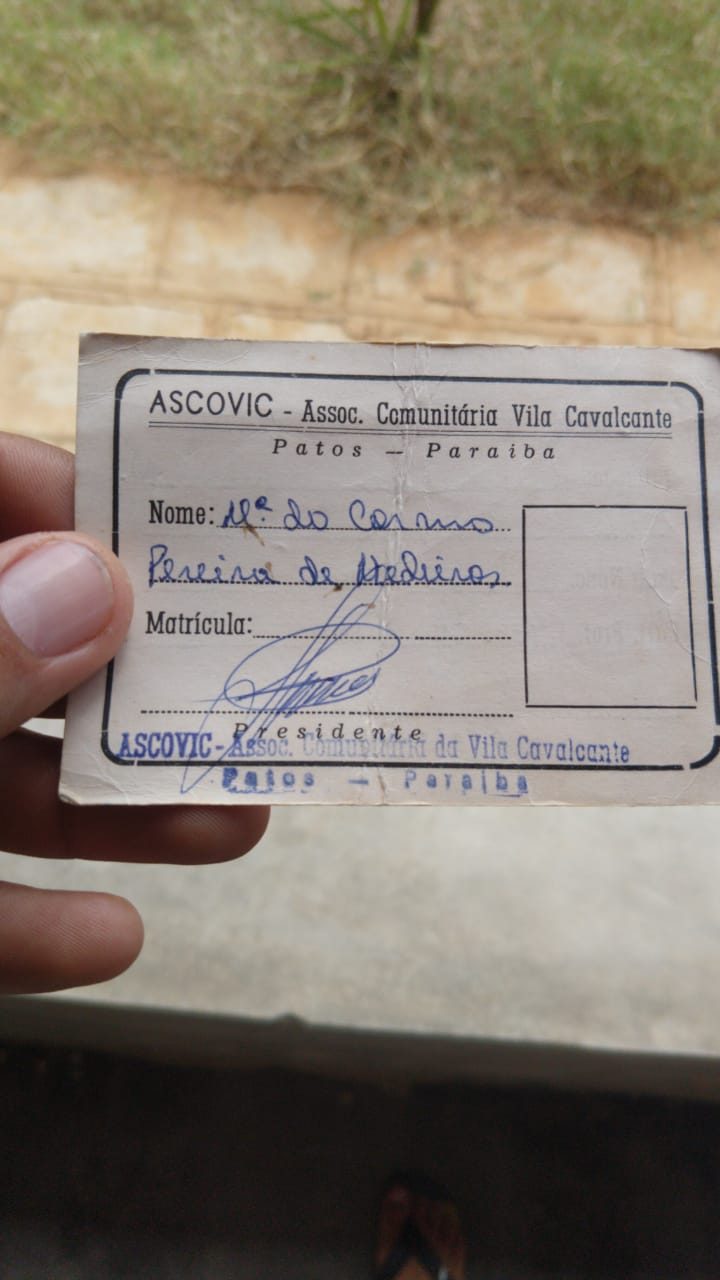 ASCOVIC - Assoc. Comunitária Vila Cavalcante
Patos — Paraiba
Nome: Mª do Carmo
Pereira de Medeiros
Matrícula:
Presidente
ASCOVIC - Assoc. Comunitária da Vila Cavalcante
Patos — Paraiba